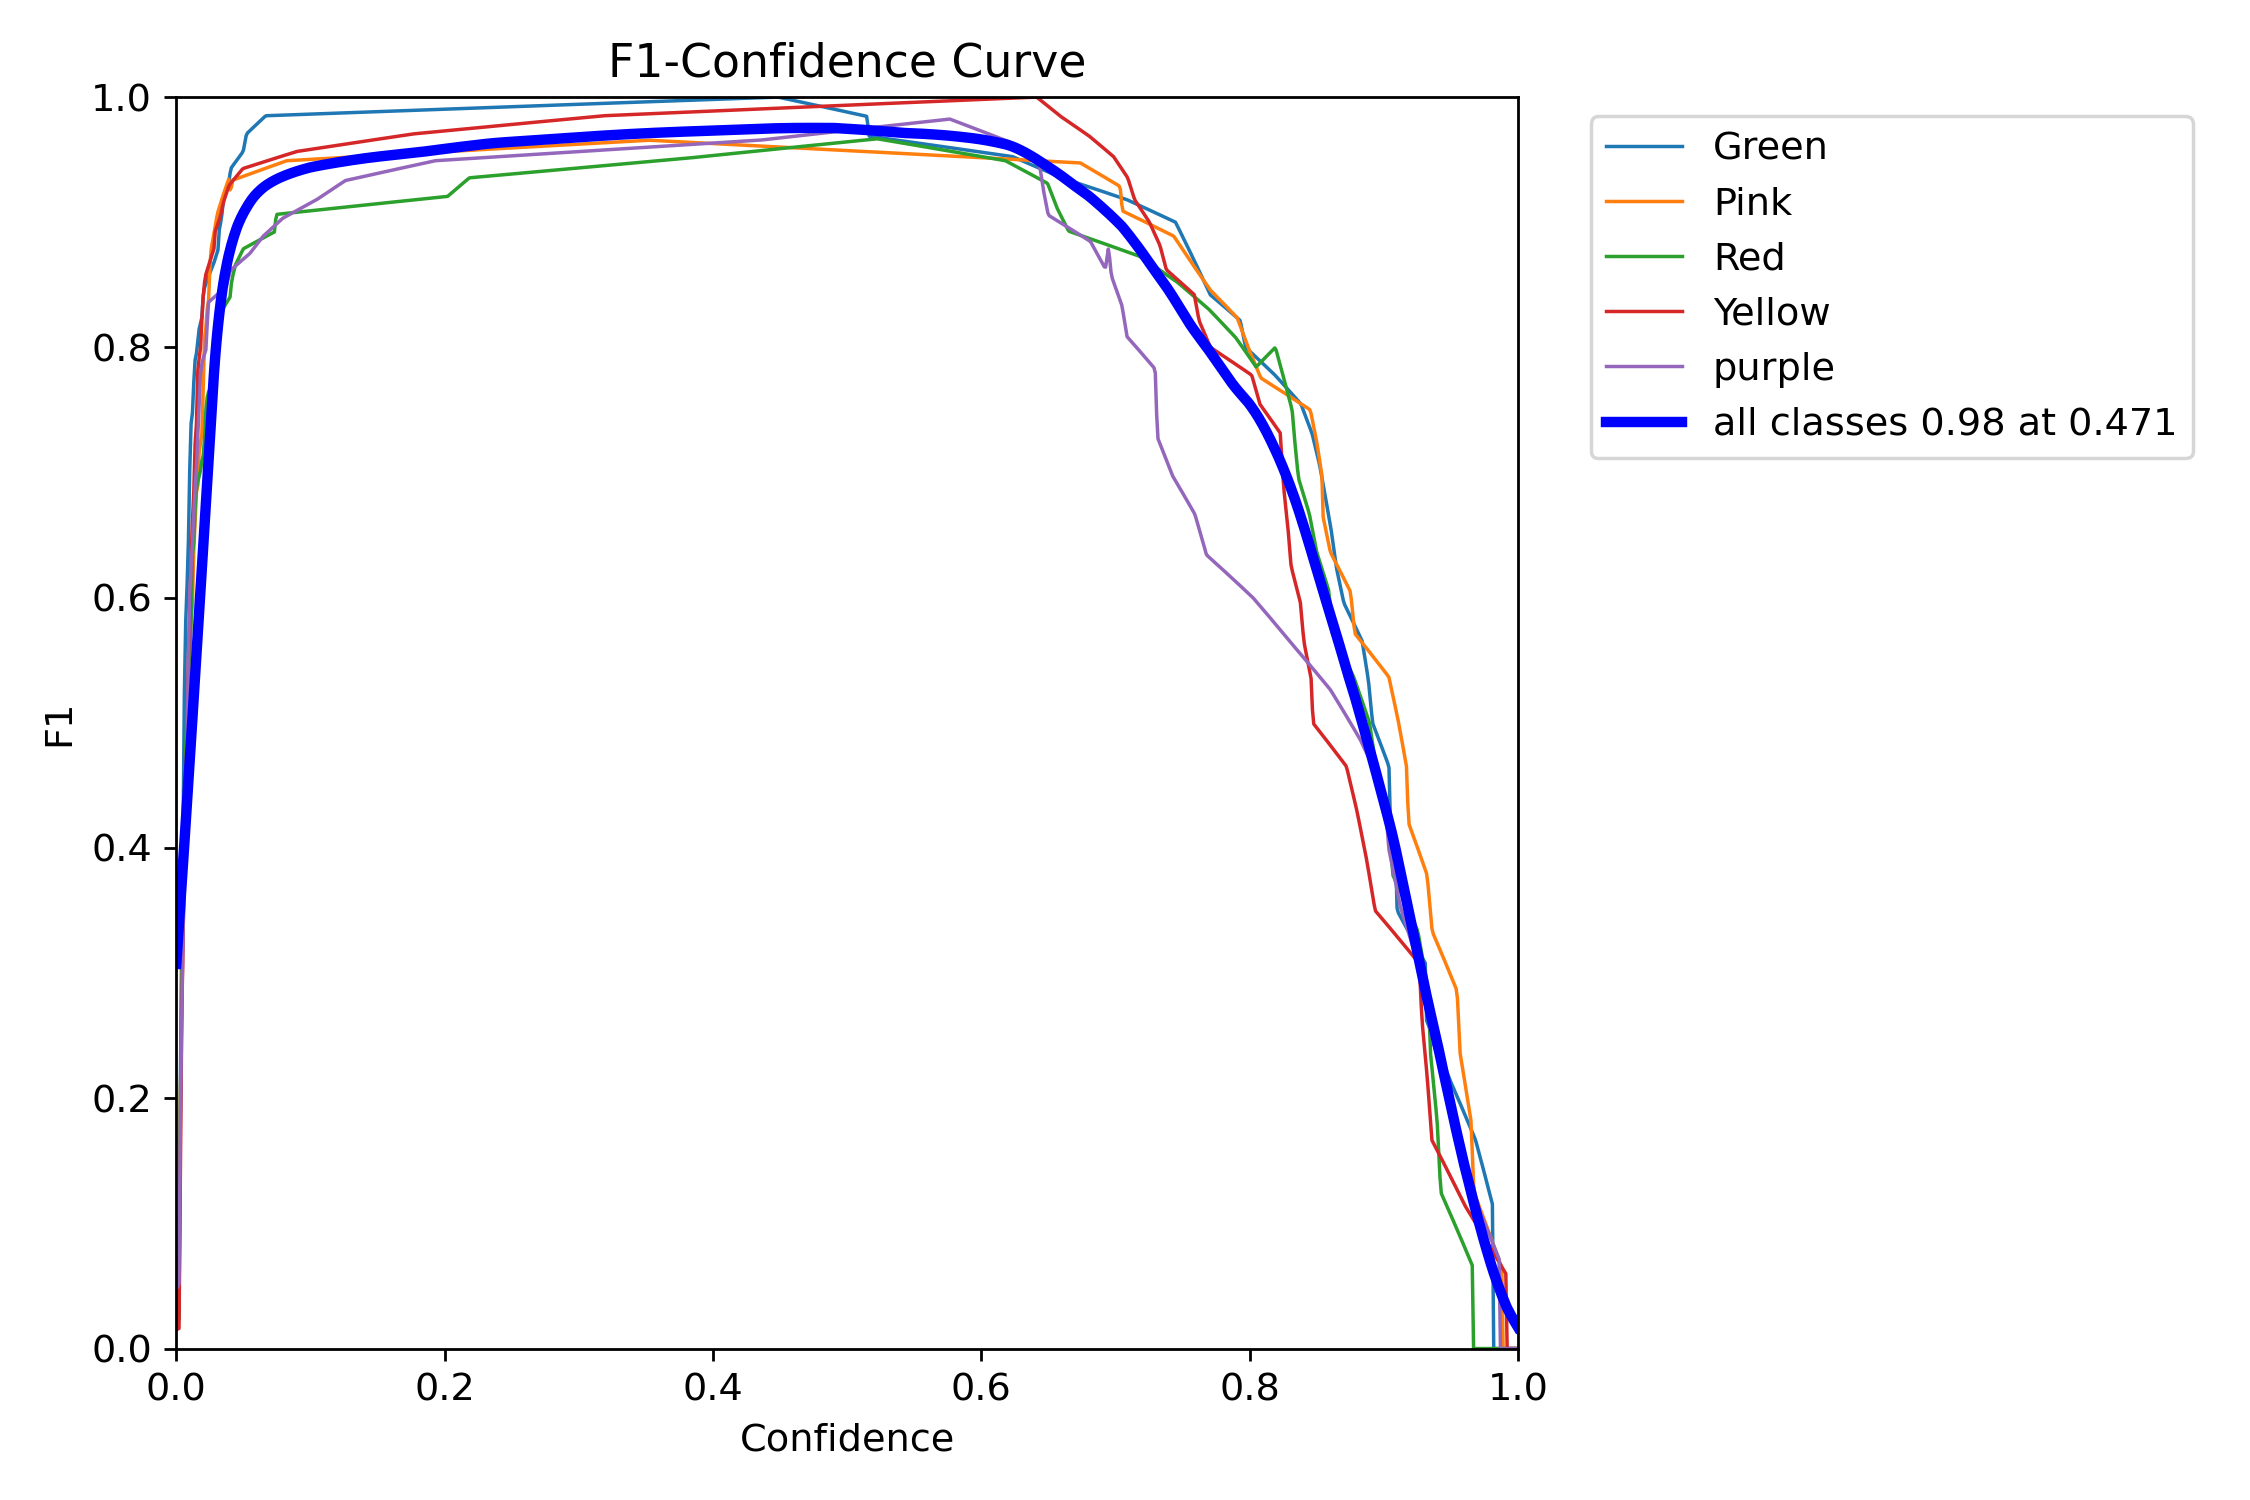 F1-Confidence Curve
1.0
0.8
0.6
0.4
0.2
0.0
F1
0.0 0.2 0.4 0.6 0.8 1.0
Confidence
Green
Pink
Red
Yellow
purple
all classes 0.98 at 0.471